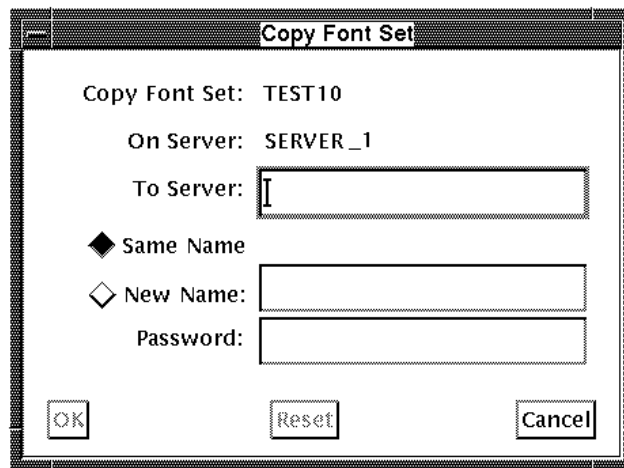 Copy Font Set
Copy Font Set: TEST10
On Server: SERVER_1
To Server:
Same Name
New Name:
Password:
OK Reset Cancel